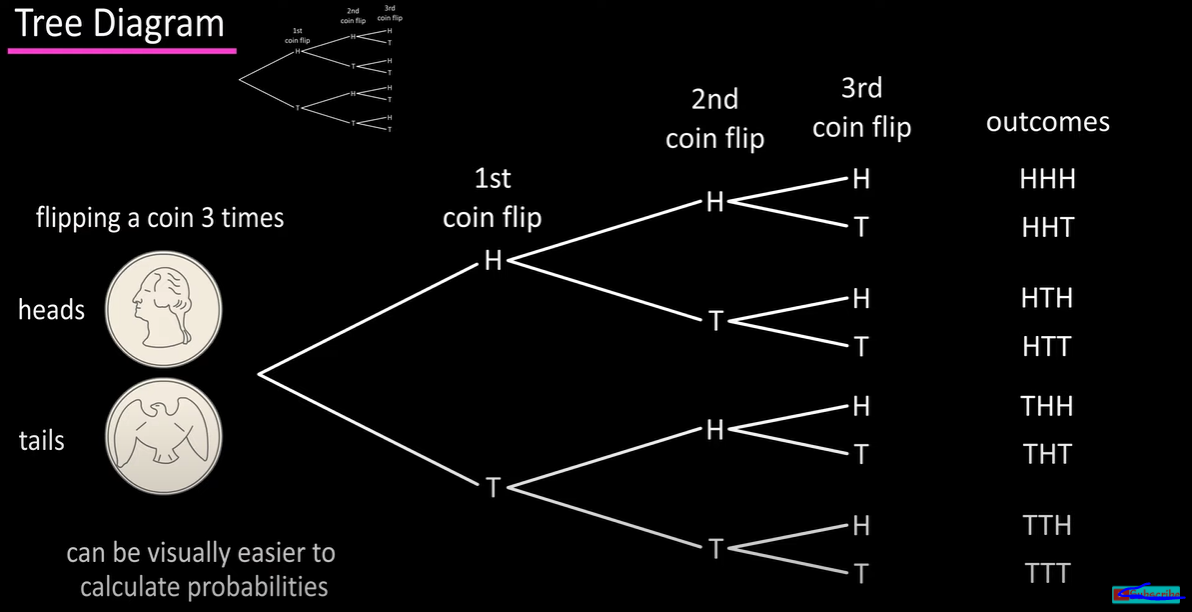 Tree Diagram
1st
coin flip
2nd
coin flip
3rd
coin flip
H
T
H
T
H
T
H
T
H
T
H
T
H
T
flipping a coin 3 times
heads
tails
can be visually easier to
calculate probabilities
1st
coin flip
2nd
coin flip
3rd
coin flip
outcomes
H
T
H
T
H
T
H
T
H
T
H
T
H
T
HHH
HHT
HTH
HTT
THH
THT
TTH
TTT
Subscribe